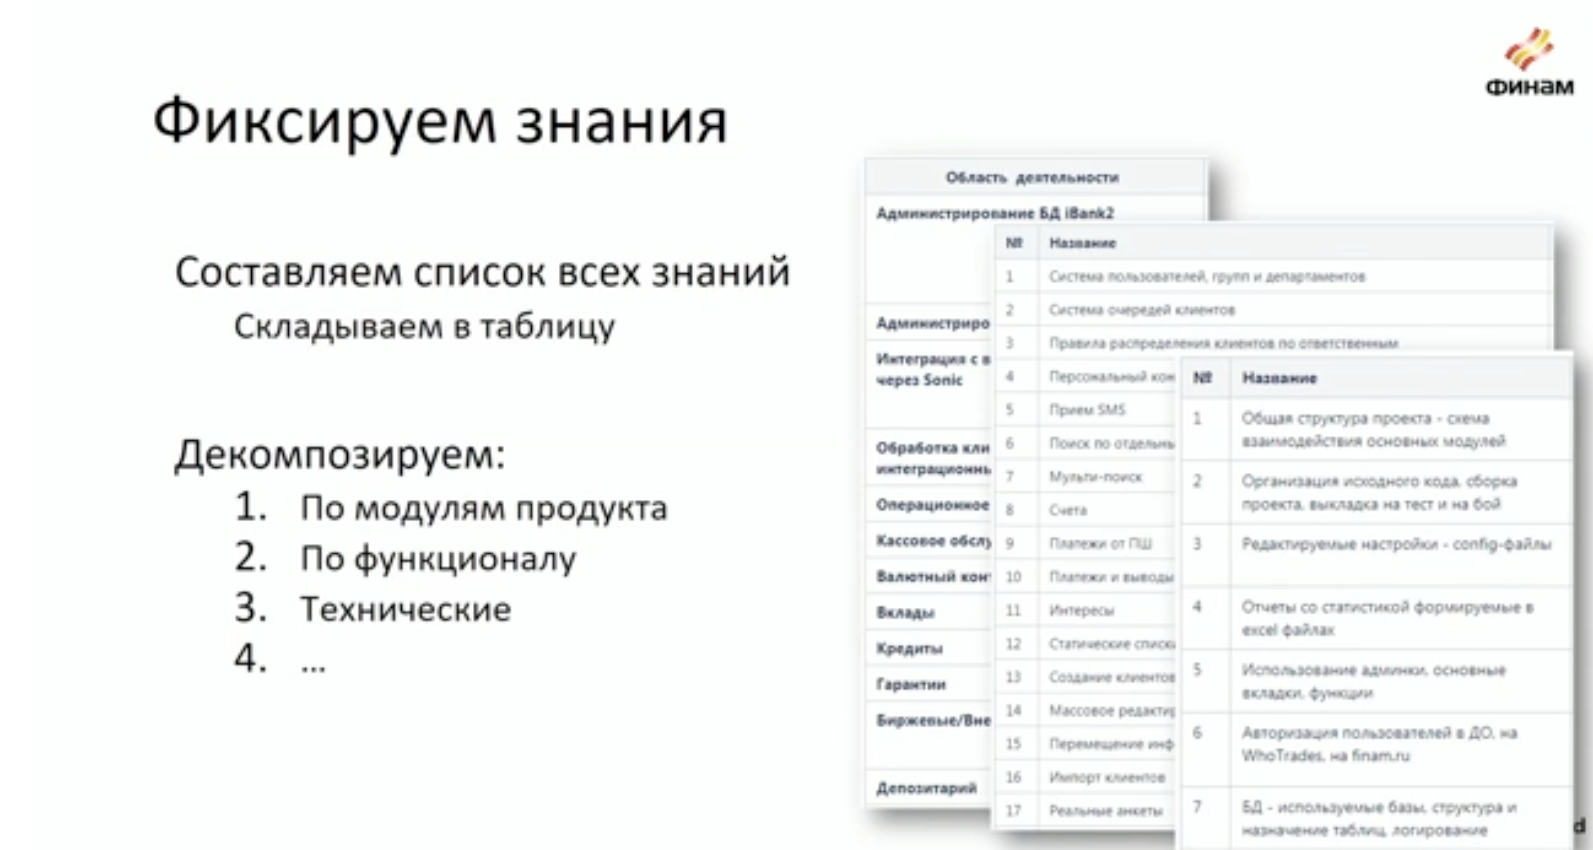 ФИНАМ
Фиксируем знания
Составляем список всех знаний
Складываем в таблицу
Декомпозируем:
1. По модулям продукта
2. По функционалу
3. Технические
4. ...
Область деятельности
Администрирование БД iBank2
Администриро
Интеграция с в
через Sonic
Обработка кли
интеграционнь
Операционное
Кассовое обслу
Валютный кон
Вклады
Кредиты
Гарантии
Биржевые/Вне
Депозитарий
№ Название
1 Система пользователей, групп и департаментов
2 Система очередей клиентов
3 Правила распределения клиентов по ответственным
4 Персональный кон
5 Прием SMS
6 Поиск по отдельны
7 Мульти-поиск
8 Счета
9 Платежи от ПШ
10 Платежи и выводы
11 Интересы
12 Статические списки
13 Создание клиентов
14 Массовое редактир
15 Перемещение инф
16 Импорт клиентов
17 Реальные анкеты
№ Название
1 Общая структура проекта - схема
взаимодействия основных модулей
2 Организация исходного кода, сборка
проекта, выкладка на тест и на бой
3 Редактируемые настройки - config-файлы
4 Отчеты со статистикой формируемые в
excel файлах
5 Использование админки, основные
вкладки, функции
6 Авторизация пользователей в ДО, на
WhoTrades, на finam.ru
7 БД - используемые базы, структура и
назначение таблиц, логирование